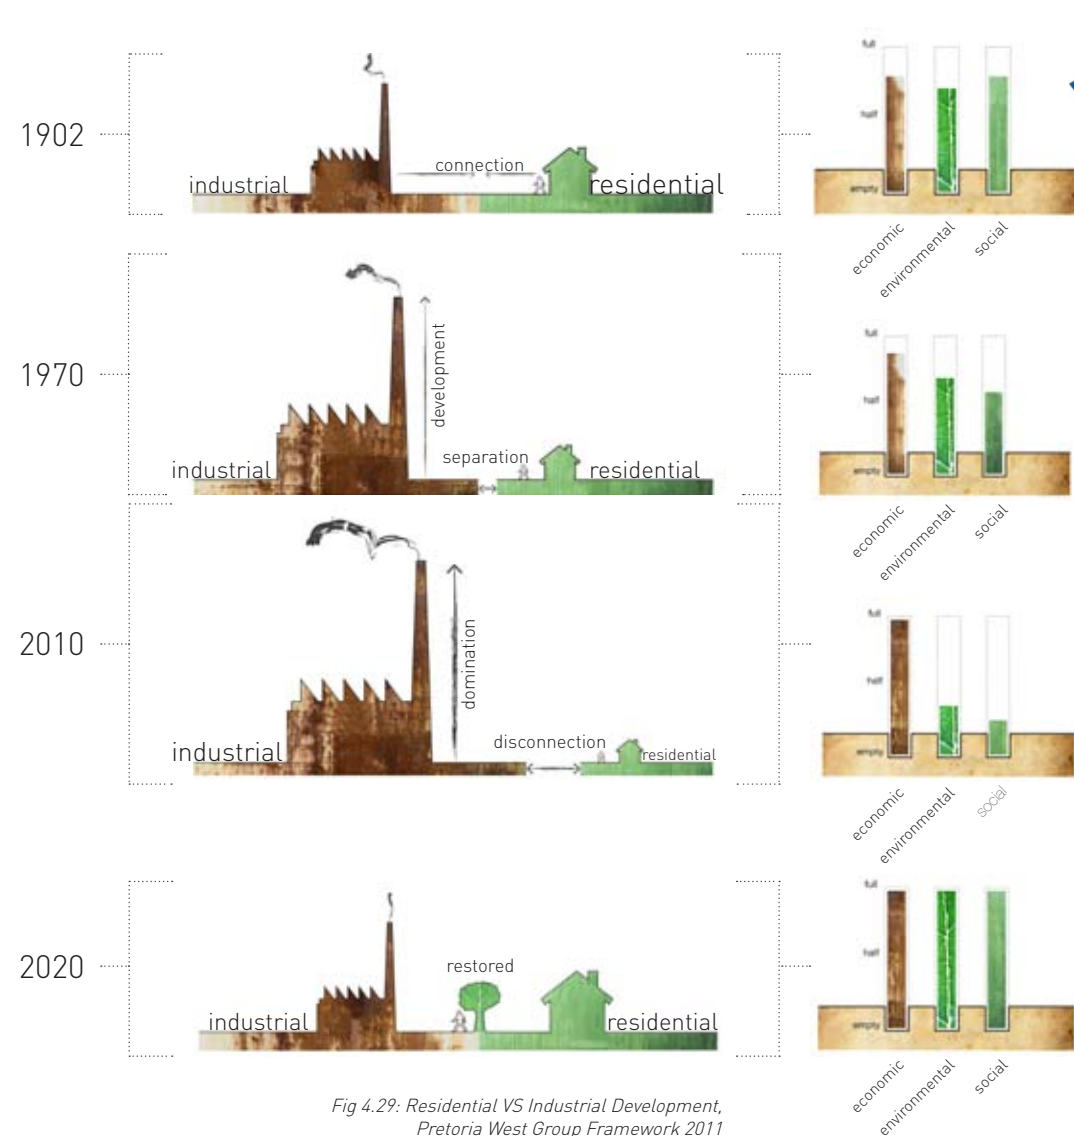 1902
industrial
connection
residential
full
half
empty
economic
environmental
social
1970
industrial
development
separation
residential
full
half
empty
economic
environmental
social
2010
industrial
domination
disconnection
residential
full
half
empty
economic
environmental
social
2020
industrial
restored
residential
full
half
empty
economic
environmental
social
Fig 4.29: Residential VS Industrial Development,
Pretoria West Group Framework 2011